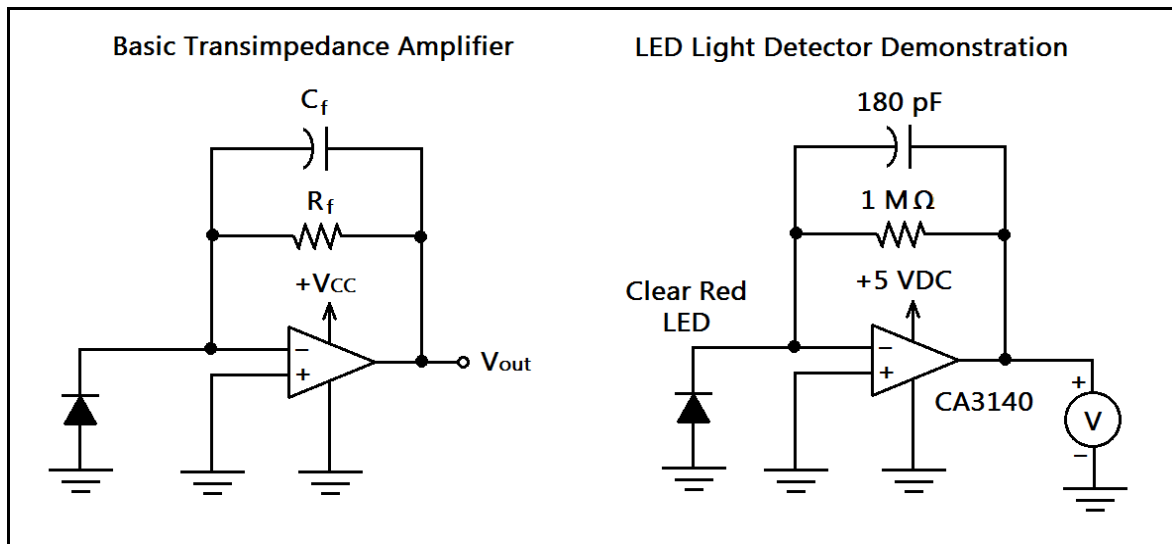 Basic Transimpedance Amplifier
Cf
Rf
+VCC
−
+
Vout
LED Light Detector Demonstration
180 pF
1 MΩ
+5 VDC
Clear Red
LED
−
+
CA3140
+
V
−